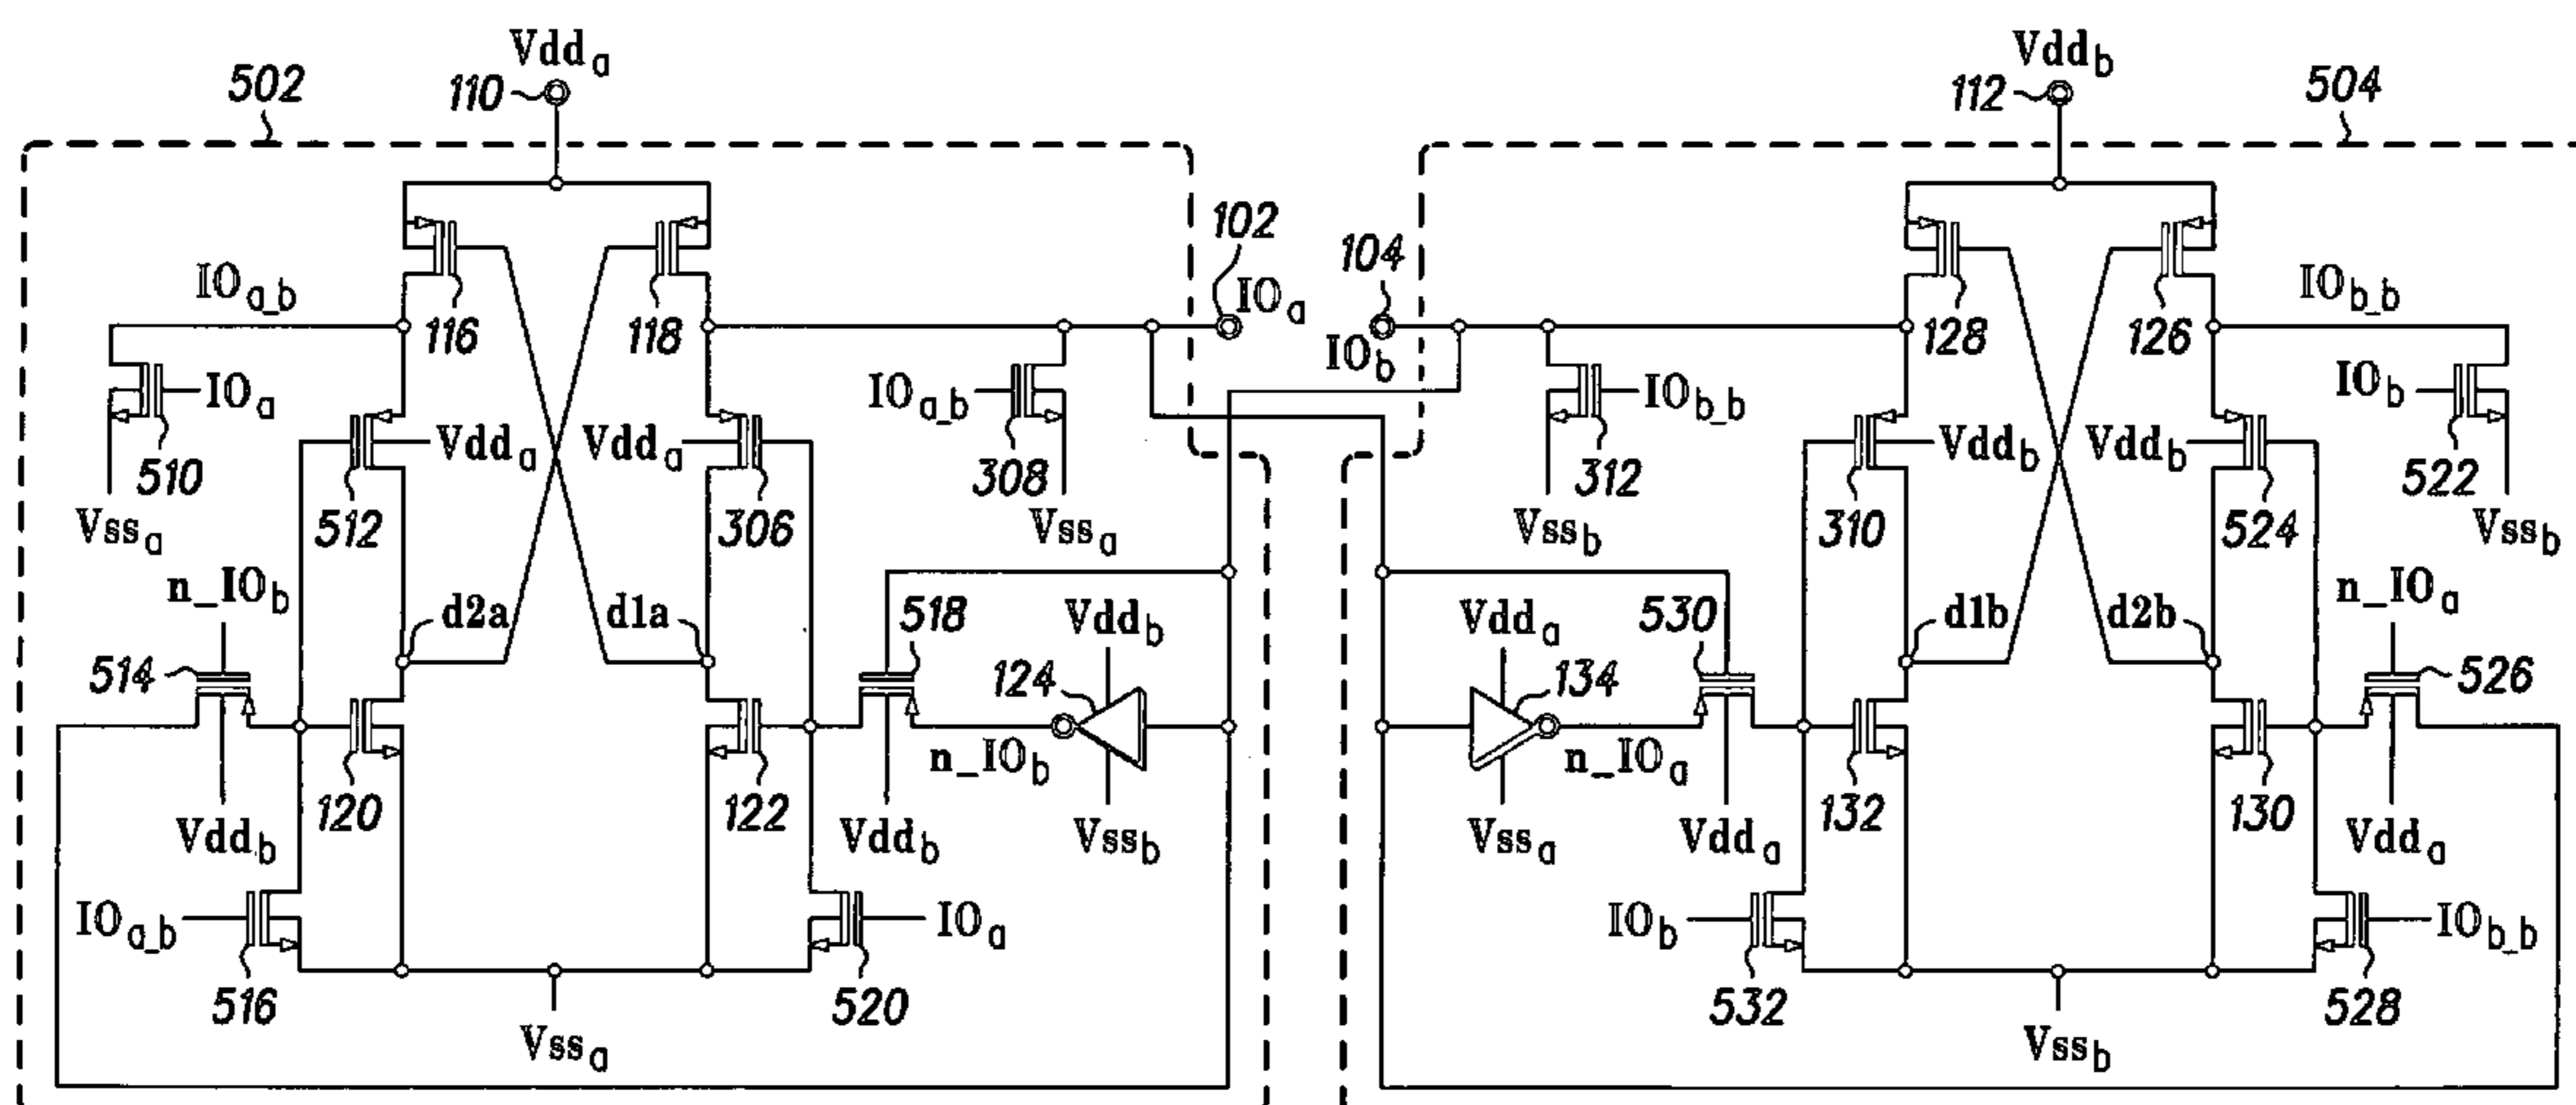 Vdda
Vddb
502
110
112
504
102
104
IOa_b
IOa
IOb_b
116
118
IOb
128
126
IOa
IOa_b
IOb_b
IOb
Vdda
Vdda
Vddb
Vddb
510
308
312
522
Vssa
512
306
Vssa
Vssb
310
524
Vssb
n_IOb
d2a
d1a
518
Vddb
Vdda
530
d1b
d2b
n_IOa
514
124
134
526
n_IOb
n_IOa
120
122
132
130
Vddb
Vddb
Vssb
Vssa
Vdda
Vdda
IOa_b
IOa
IOb
IOb_b
516
520
532
528
Vssa
Vssb